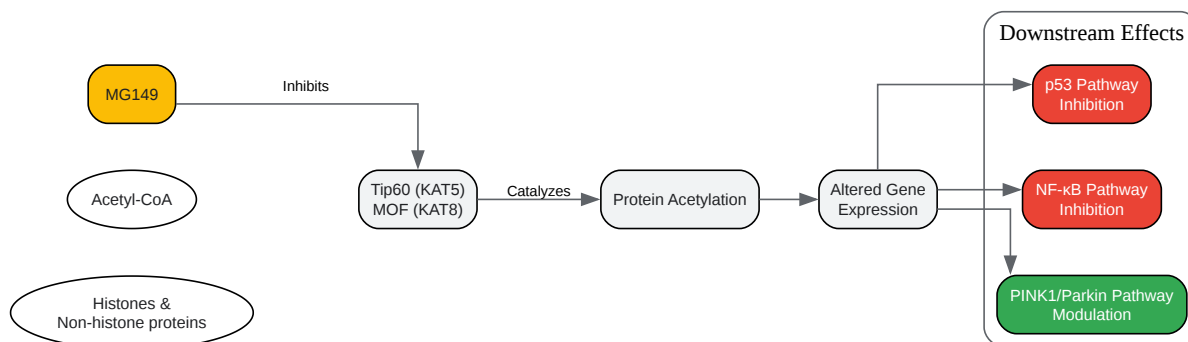 Downstream Effects
MG149
Inhibits
p53 Pathway
Inhibition
Acetyl-CoA
Tip60 (KAT5)
MOF (KAT8)
Catalyzes
Protein Acetylation
Altered Gene
Expression
NF-κB Pathway
Inhibition
Histones &
Non-histone proteins
PINK1/Parkin Pathway
Modulation